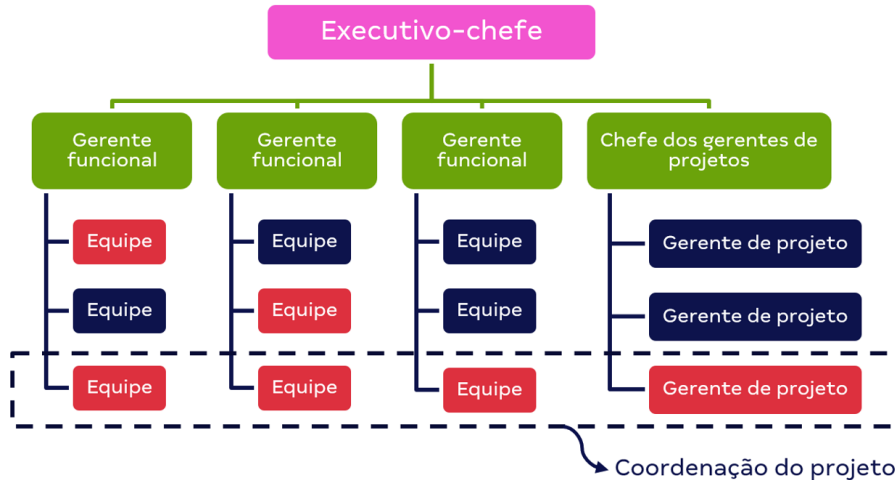 Executivo-chefe
Gerente
funcional
Gerente
funcional
Gerente
funcional
Chefe dos gerentes de
projetos
Equipe
Equipe
Equipe
Gerente de projeto
Equipe
Equipe
Equipe
Gerente de projeto
Equipe
Equipe
Equipe
Gerente de projeto
Coordenação do projeto